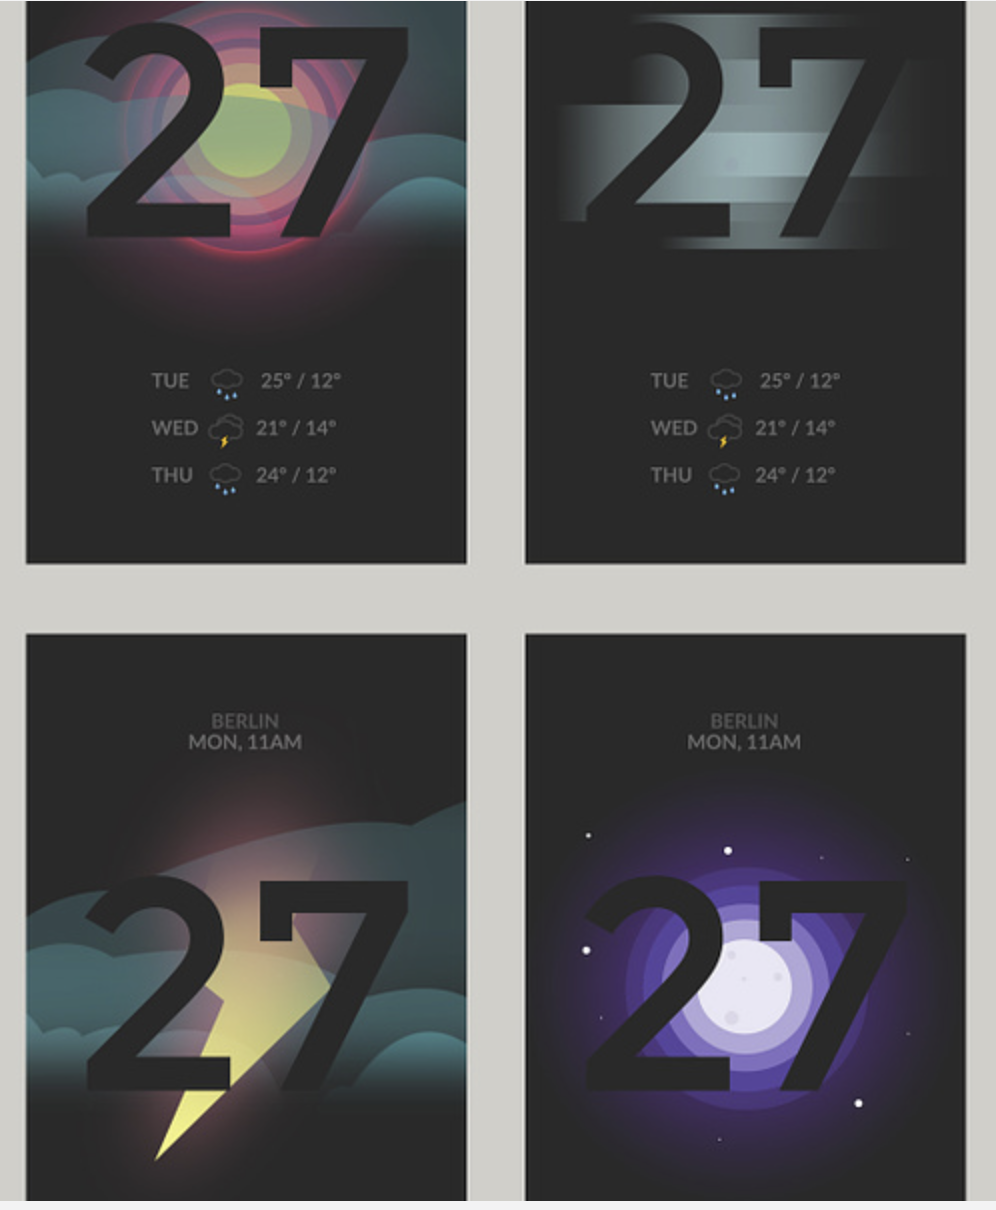 27
TUE 25° / 12°
WED 21° / 14°
THU 24° / 12°
27
TUE 25° / 12°
WED 21° / 14°
THU 24° / 12°
BERLIN
MON, 11AM
27
BERLIN
MON, 11AM
27